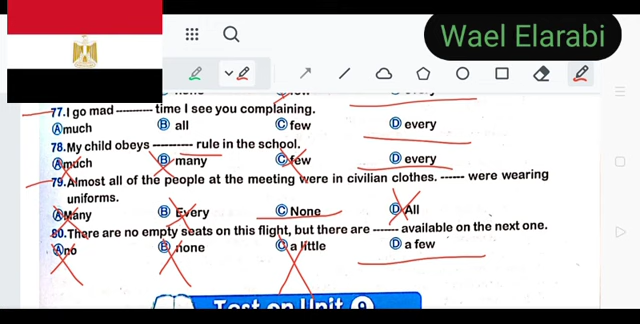 Wael Elarabi
77.I go mad ---------- time I see you complaining.
Ⓐmuch Ⓑ all Ⓒ few Ⓓ every
78.My child obeys ---------- rule in the school.
Ⓐmuch Ⓑ many Ⓒ few Ⓓ every
79.Almost all of the people at the meeting were in civilian clothes. ------ were wearing
uniforms.
ⒶMany Ⓑ Every Ⓒ None Ⓓ All
80.There are no empty seats on this flight, but there are ------- available on the next one.
Ⓐno Ⓑ none Ⓒ a little Ⓓ a few
Test on Unit 9